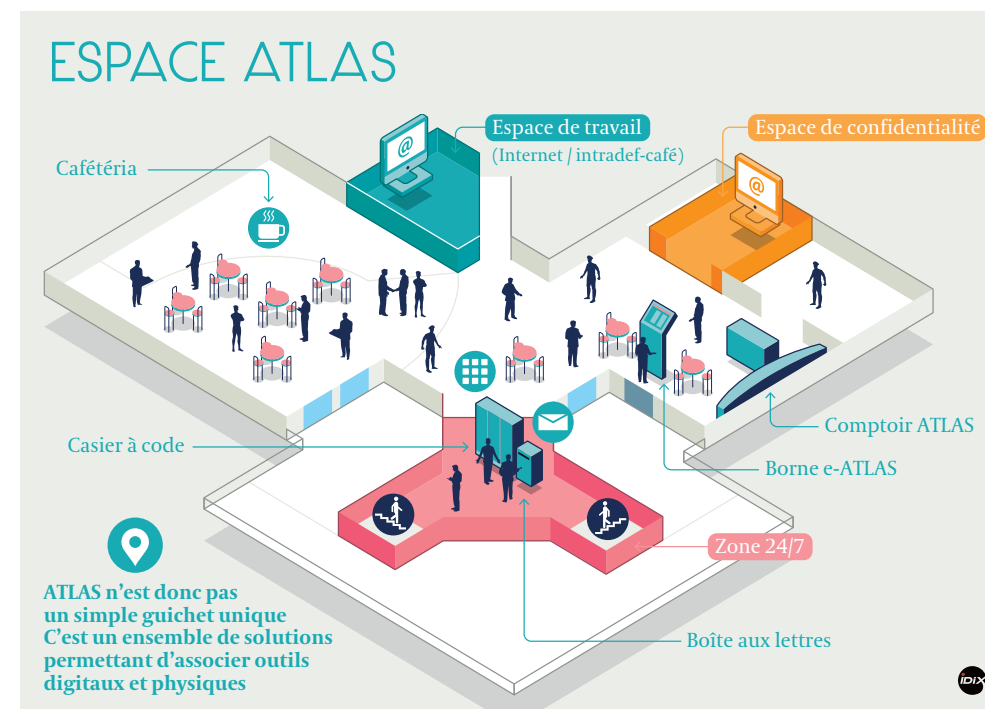 ESPACE ATLAS
Espace de travail
(Internet / intradef-café)
Espace de confidentialité
Cafétéria
@
@
Comptoir ATLAS
Casier à code
Borne e-ATLAS
Zone 24/7
ATLAS n’est donc pas
un simple guichet unique
C’est un ensemble de solutions
permettant d’associer outils
digitaux et physiques
Boîte aux lettres
iDiX